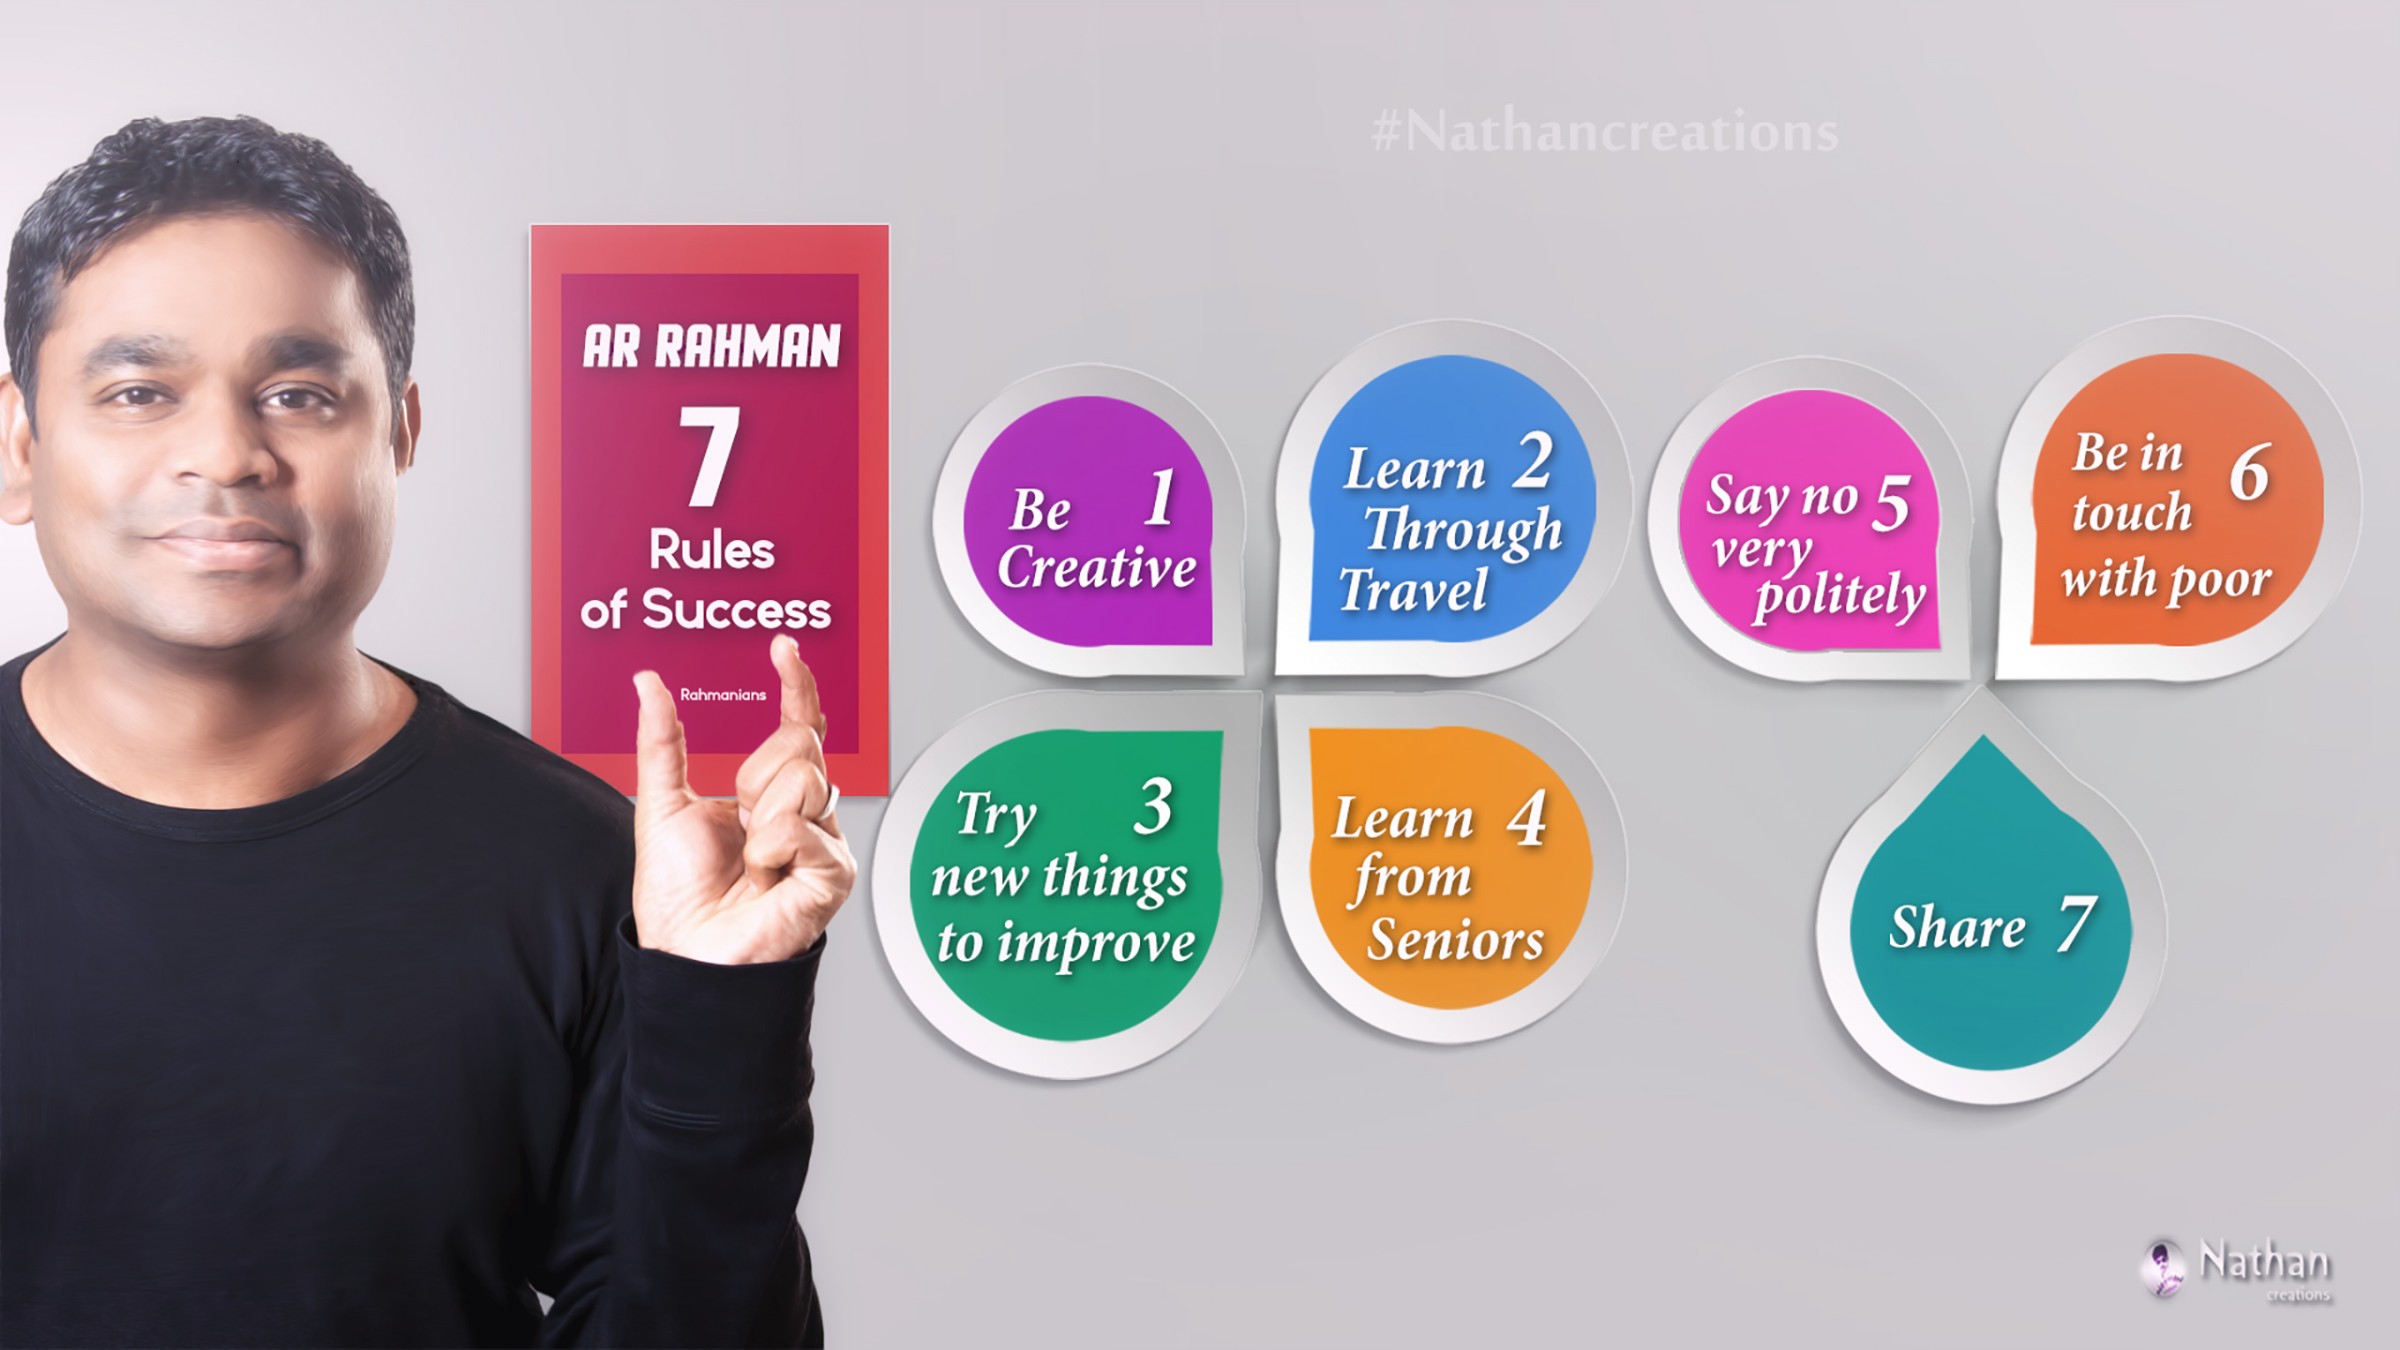 #Nathancreations
AR RAHMAN
7
Rules
of Success
Rahmanians
Be 1
Creative
Learn 2
Through
Travel
Try 3
new things
to improve
Learn 4
from
Seniors
Say no 5
very
politely
Be in 6
touch
with poor
Share 7
Nathan
creations